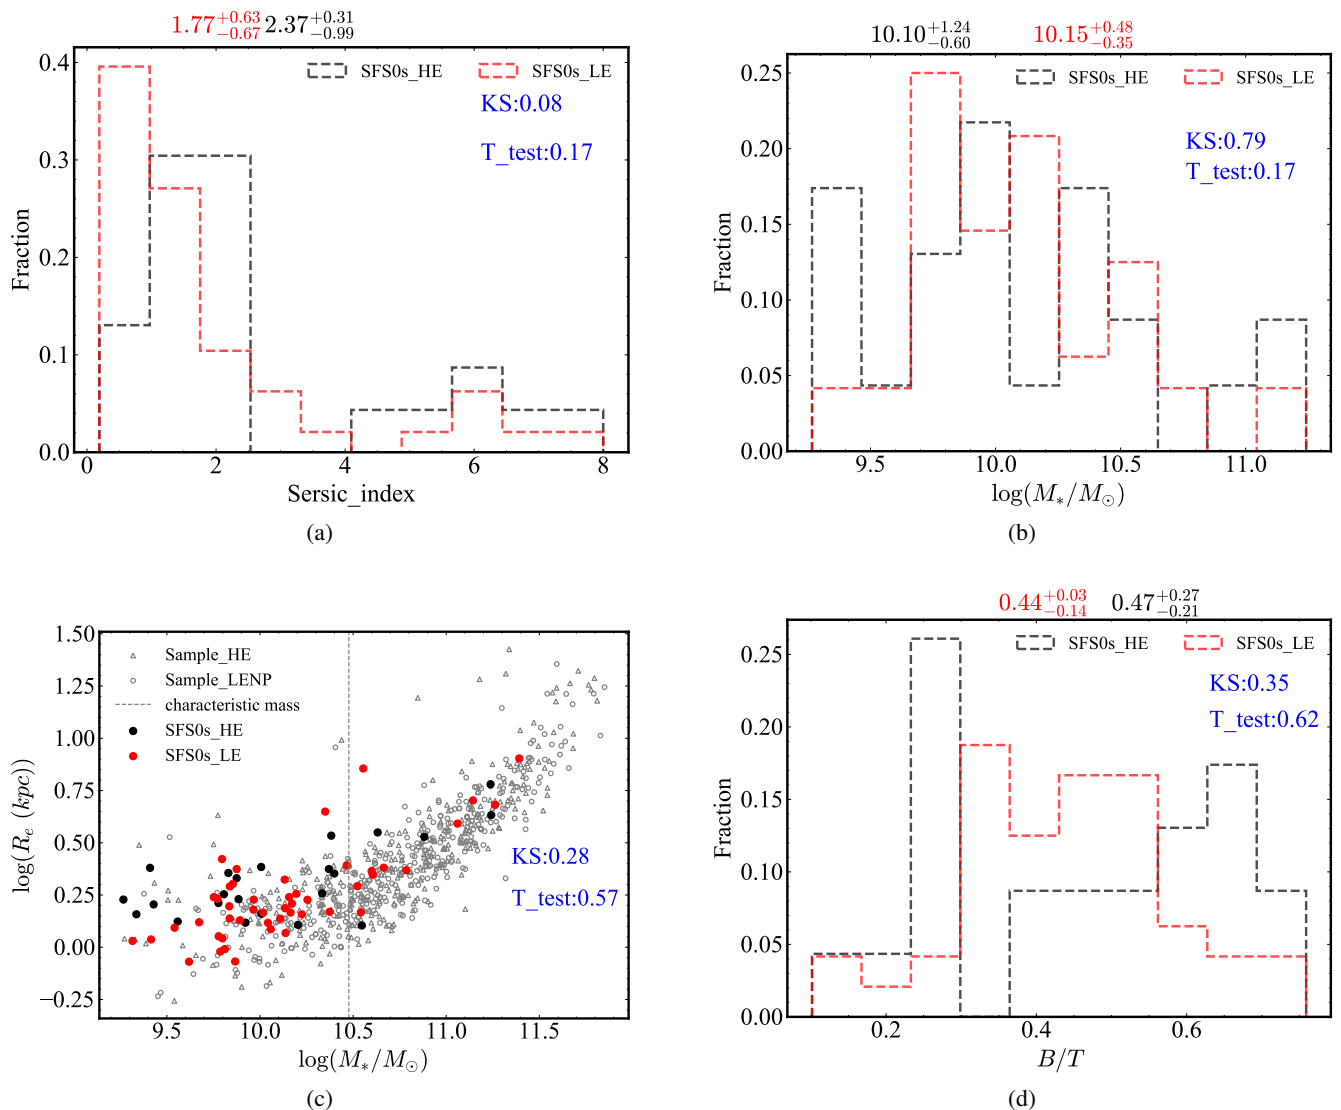 1.77+0.63−0.67 2.37+0.31−0.99
SFS0s_HE SFS0s_LE
KS:0.08
T_test:0.17
Fraction
0.4
0.3
0.2
0.1
0.0
0 2 4 6 8
Sersic_index
(a)
10.10+1.24−0.60 10.15+0.48−0.35
SFS0s_HE SFS0s_LE
KS:0.79
T_test:0.17
Fraction
0.25
0.20
0.15
0.10
0.05
0.00
9.5 10.0 10.5 11.0
log(M*/M⊙)
(b)
Sample_HE
Sample_LENP
characteristic mass
SFS0s_HE
SFS0s_LE
KS:0.28
T_test:0.57
log(Re (kpc))
1.50
1.25
1.00
0.75
0.50
0.25
0.00
−0.25
9.5 10.0 10.5 11.0 11.5
log(M*/M⊙)
(c)
0.44+0.03−0.14 0.47+0.27−0.21
SFS0s_HE SFS0s_LE
KS:0.35
T_test:0.62
Fraction
0.25
0.20
0.15
0.10
0.05
0.00
0.2 0.4 0.6
B/T
(d)